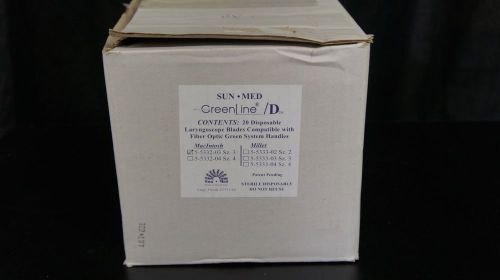 SUN • MED
GreenLine® /D™
CONTENTS: 20 Disposable
Laryngoscope Blades Compatible with
Fiber Optic Green System Handles
MacIntosh Miller
5-5332-03 Sz. 3 5-5333-02 Sz. 2
5-5332-04 Sz. 4 5-5333-03 Sz. 3
5-5333-04 Sz. 4
Patent Pending
STERILE/DISPOSABLE
DO NOT REUSE